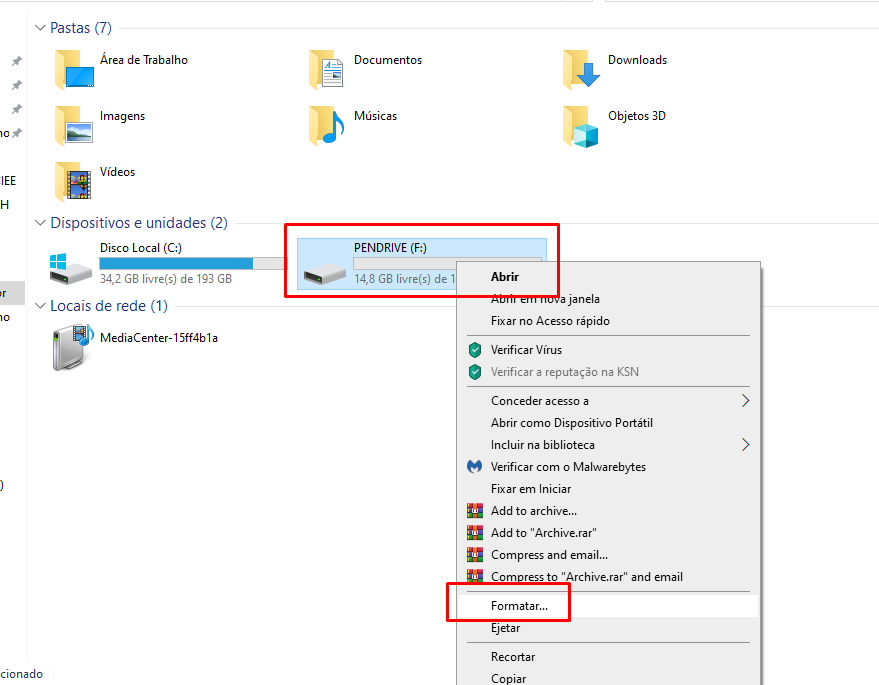 Pastas (7)
Área de Trabalho
Documentos
Downloads
Imagens
Músicas
Objetos 3D
Vídeos
no
IEE
H
or
no
)
cionado
Dispositivos e unidades (2)
Disco Local (C:)
34,2 GB livre(s) de 193 GB
PENDRIVE (F:)
14,8 GB livre(s) de 1
Locais de rede (1)
MediaCenter-15ff4b1a
Abrir
Abrir em nova janela
Fixar no Acesso rápido
Verificar Vírus
Verificar a reputação na KSN
Conceder acesso a
Abrir como Dispositivo Portátil
Incluir na biblioteca
Verificar com o Malwarebytes
Fixar em Iniciar
Add to archive...
Add to "Archive.rar"
Compress and email...
Compress to "Archive.rar" and email
Formatar...
Ejetar
Recortar
Copiar